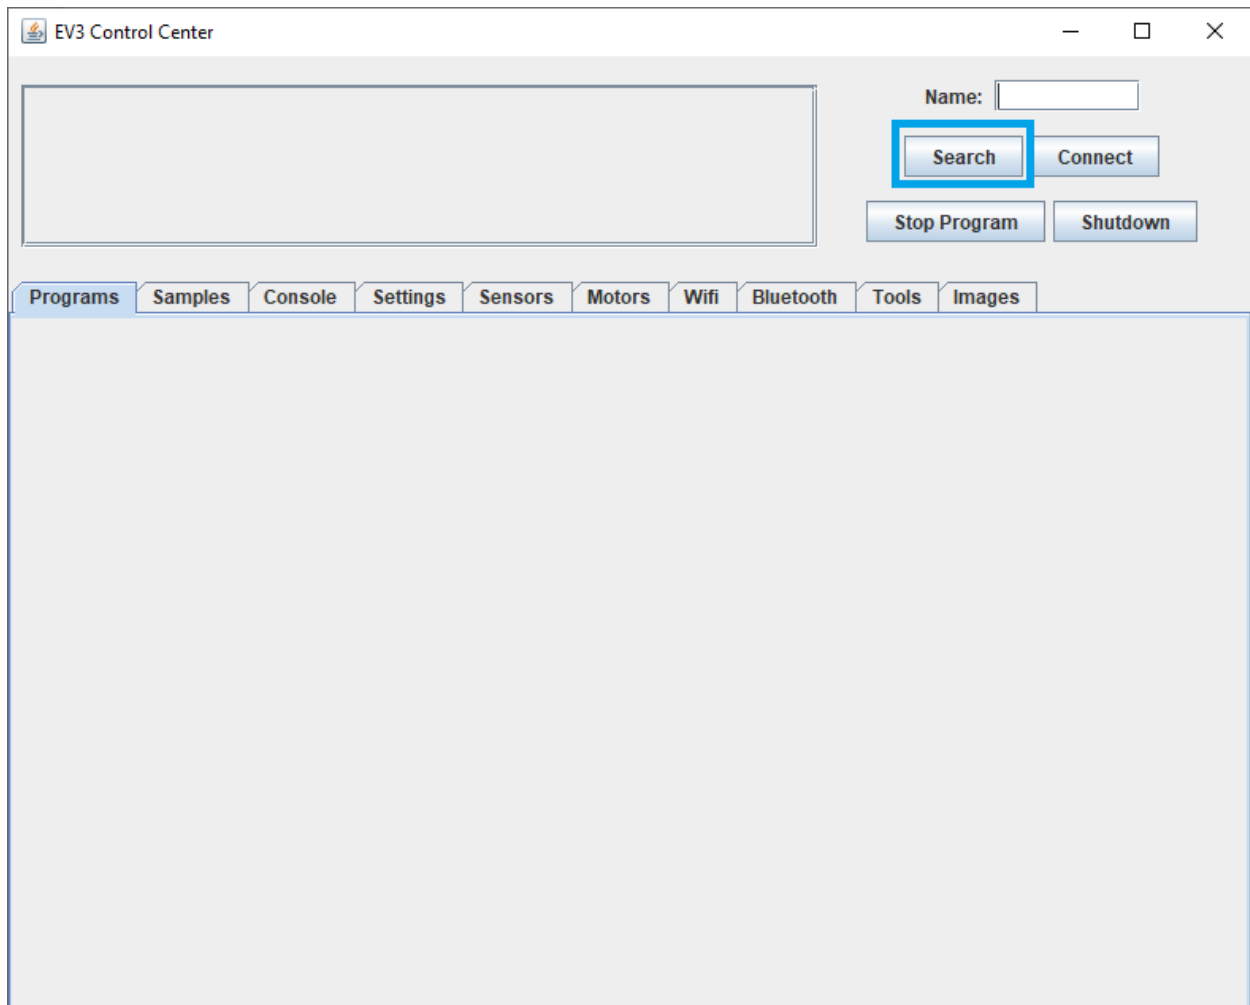 EV3 Control Center
Name:
Search Connect
Stop Program Shutdown
Programs Samples Console Settings Sensors Motors Wifi Bluetooth Tools Images